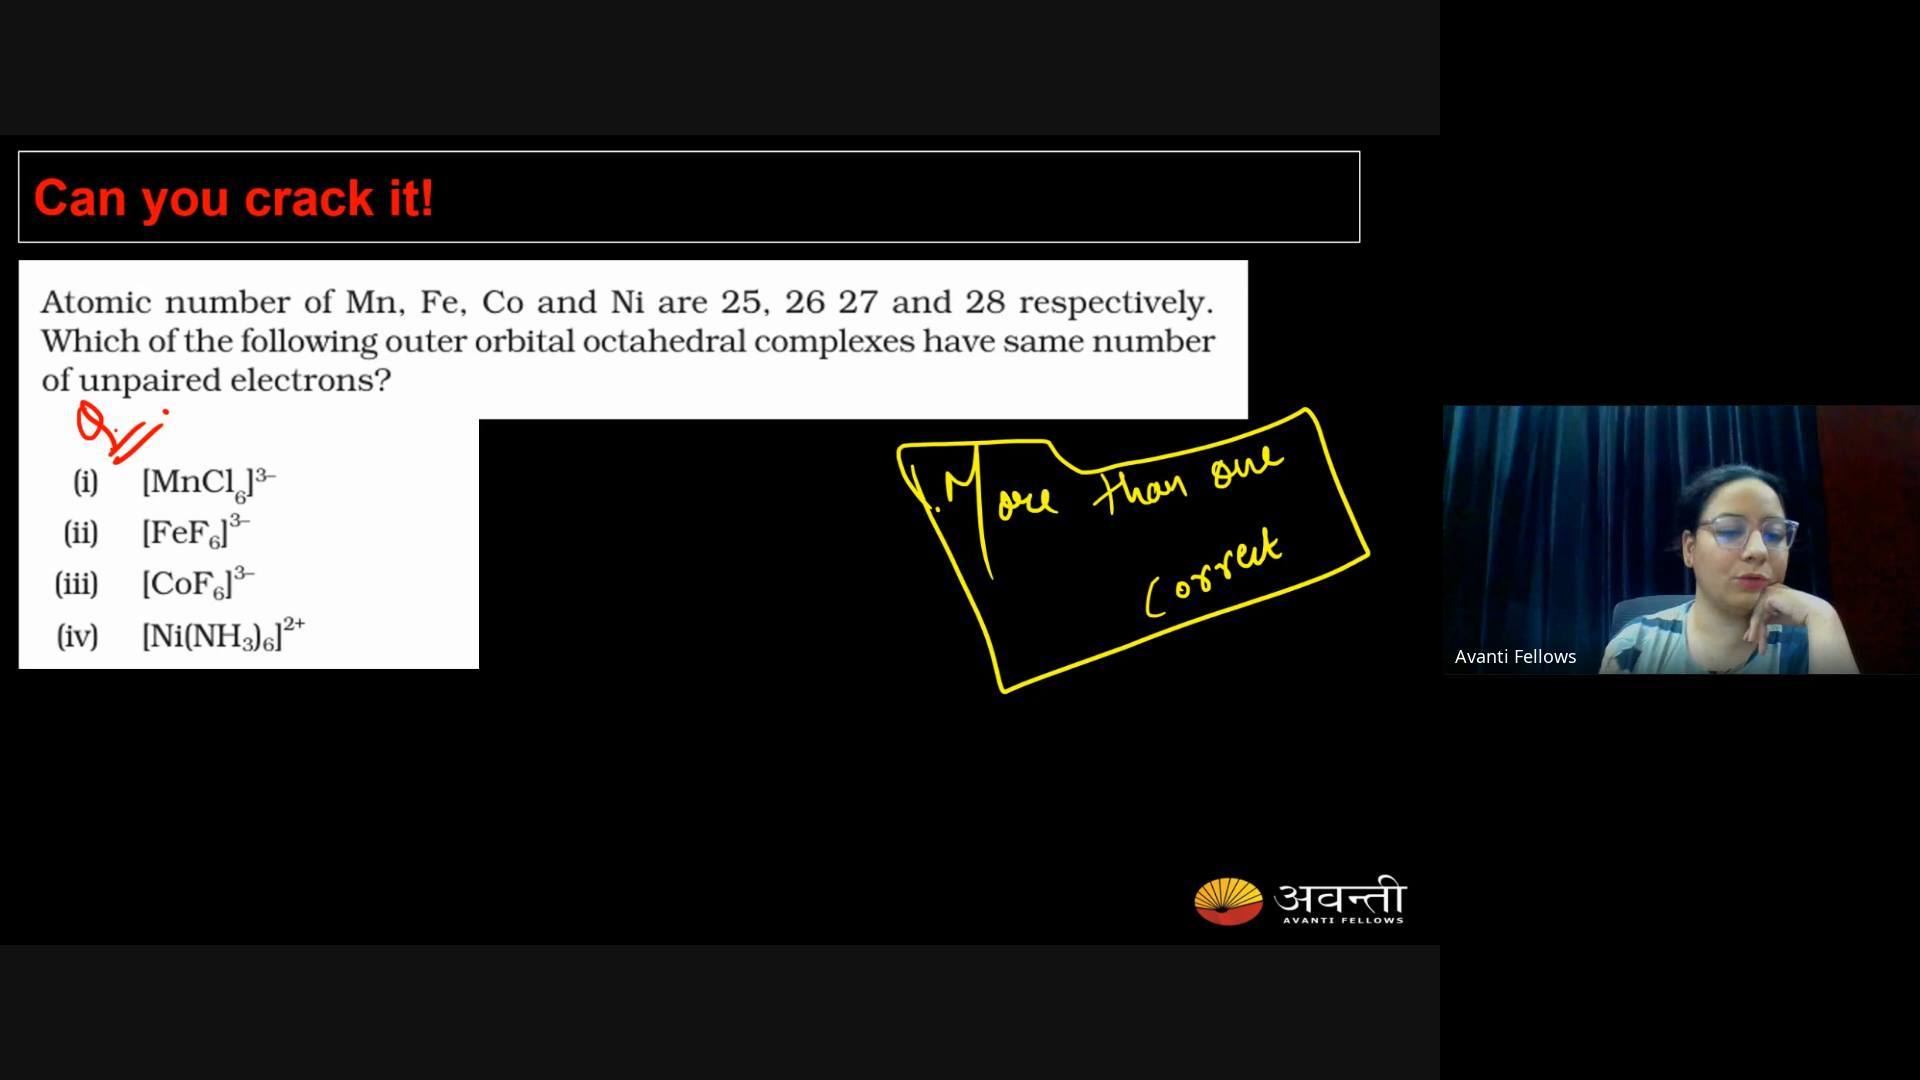 Can you crack it!
Atomic number of Mn, Fe, Co and Ni are 25, 26 27 and 28 respectively.
Which of the following outer orbital octahedral complexes have same number
of unpaired electrons?
Q.
(i) [MnCl₆]³⁻
(ii) [FeF₆]³⁻
(iii) [CoF₆]³⁻
(iv) [Ni(NH₃)₆]²⁺
More than one
Correct
Avanti Fellows
अवन्ती
AVANTI FELLOWS